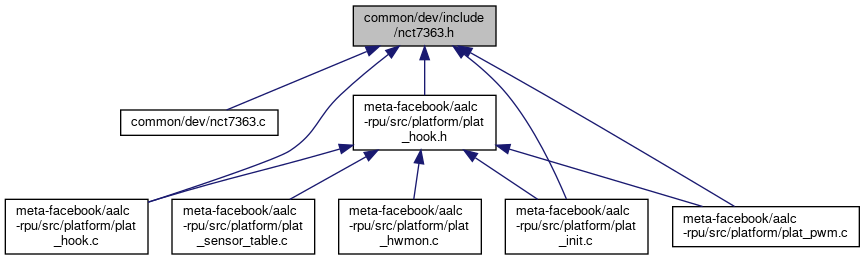 common/dev/include
/nct7363.h
common/dev/nct7363.c
meta-facebook/aalc
-rpu/src/platform/plat
_hook.h
meta-facebook/aalc
-rpu/src/platform/plat
_hook.c
meta-facebook/aalc
-rpu/src/platform/plat
_sensor_table.c
meta-facebook/aalc
-rpu/src/platform/plat
_hwmon.c
meta-facebook/aalc
-rpu/src/platform/plat
_init.c
meta-facebook/aalc
-rpu/src/platform/plat_pwm.c